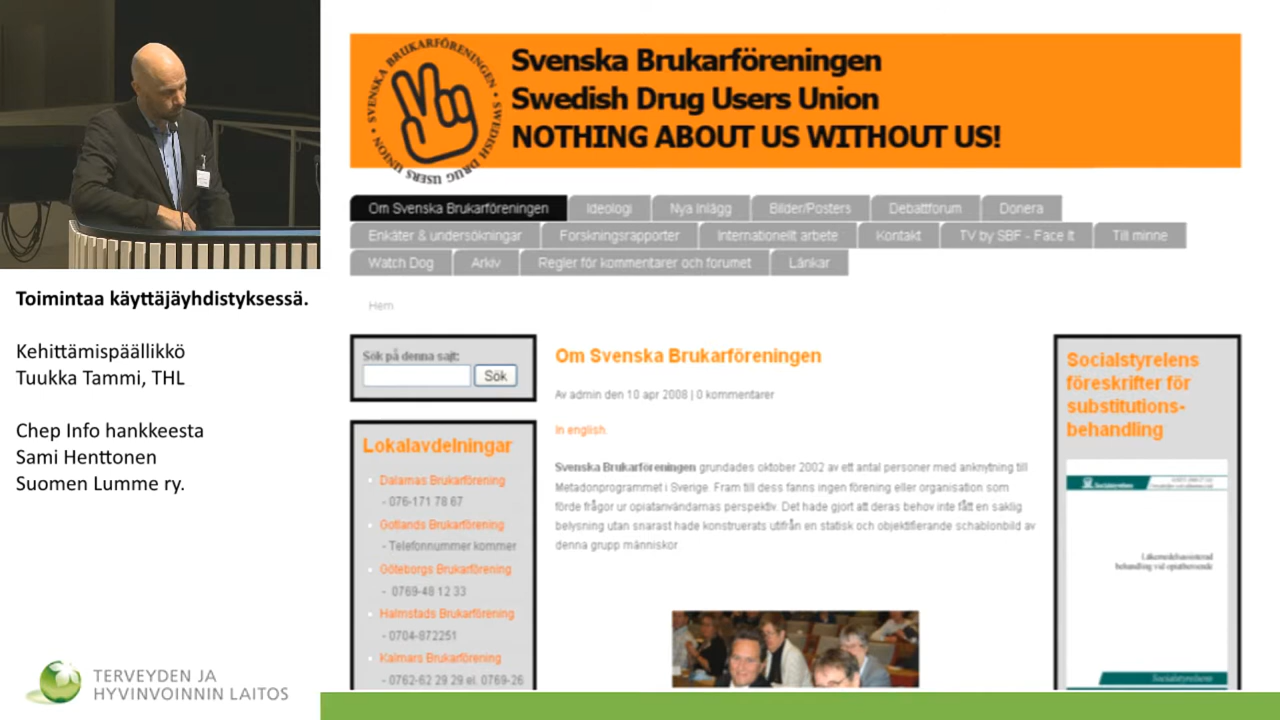 Toimintaa käyttäjäyhdistyksessä.
Kehittämispäällikkö
Tuukka Tammi, THL
Chep Info hankkeesta
Sami Henttonen
Suomen Lumme ry.
TERVEYDEN JA
HYVINVOINNIN LAITOS
SVENSKA BRUKARFÖRENINGEN • SWEDISH DRUG USERS UNION •
Svenska Brukarföreningen
Swedish Drug Users Union
NOTHING ABOUT US WITHOUT US!
Om Svenska Brukarföreningen Ideologi Nya Inlägg Bilder/Posters Debattforum Donera
Enkäter & undersökningar Forskningsrapporter Internationellt arbete Kontakt TV by SBF - Face It Till minne
Watch Dog Arkiv Regler för kommentarer och forumet Länkar
Hem
Sök på denna sajt:
Sök
Lokalavdelningar
Dalarnas Brukarförening
- 076-171 78 67
Gotlands Brukarförening
- Telefonnummer kommer
Göteborgs Brukarförening
- 0769-48 12 33
Halmstads Brukarförening
- 0704-872251
Kalmars Brukarförening
- 0762-62 29 29 el. 0769-26
Om Svenska Brukarföreningen
Av admin den 10 apr 2008 | 0 kommentarer
In english.
Svenska Brukarföreningen grundades oktober 2002 av ett antal personer med anknytning till
Metadonprogrammet i Sverige. Fram till dess fanns ingen förening eller organisation som
förde frågor ur opiatanvändarnas perspektiv. Det hade gjort att deras behov inte fått en saklig
belysning utan snarast hade konstruerats utifrån en statisk och objektifierande schablonbild av
denna grupp människor
Socialstyrelsens
föreskrifter för
substitutions-
behandling
Socialstyrelsen
Läkemedelsassisterad
behandling vid opiatberoende
Socialstyrelsen